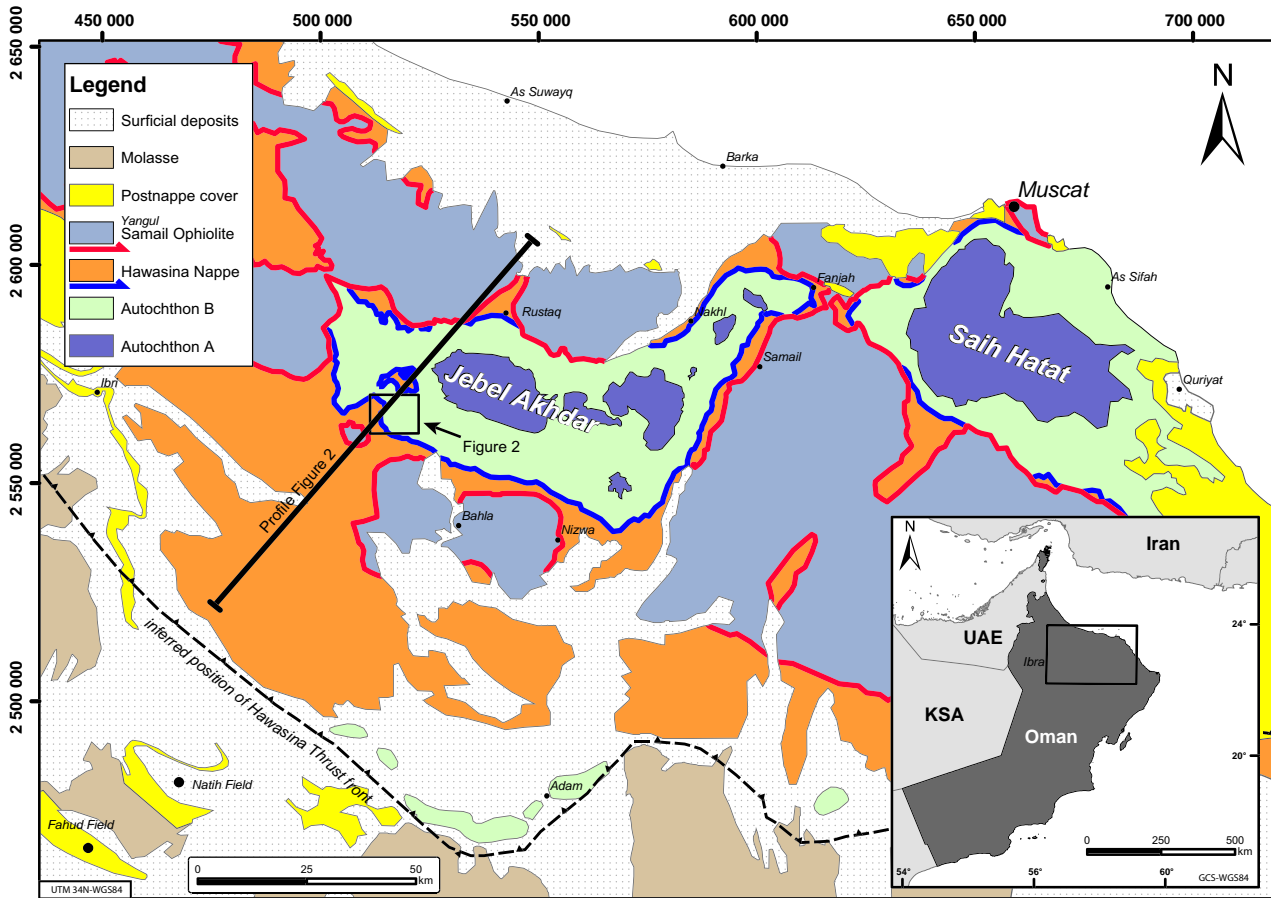 450 000
500 000
550 000
600 000
650 000
700 000
2 650 000
2 600 000
2 550 000
2 500 000
Legend
Surficial deposits
Molasse
Postnappe cover
Yangul
Samail Ophiolite
Hawasina Nappe
Autochthon B
Autochthon A
As Suwayq
Barka
N
Muscat
As Sifah
Fanjah
Rustaq
Nakhl
Samail
Saih Hatat
Quriyat
Ibri
Jebel Akhdar
Figure 2
Profile Figure 2
Bahla
Nizwa
inferred position of Hawasina Thrust front
Natih Field
Fahud Field
Adam
0
25
50
km
UTM 34N-WGS84
N
Iran
UAE
24°
Ibra
KSA
Oman
20°
0
250
500
km
54°
56°
60°
GCS-WGS84